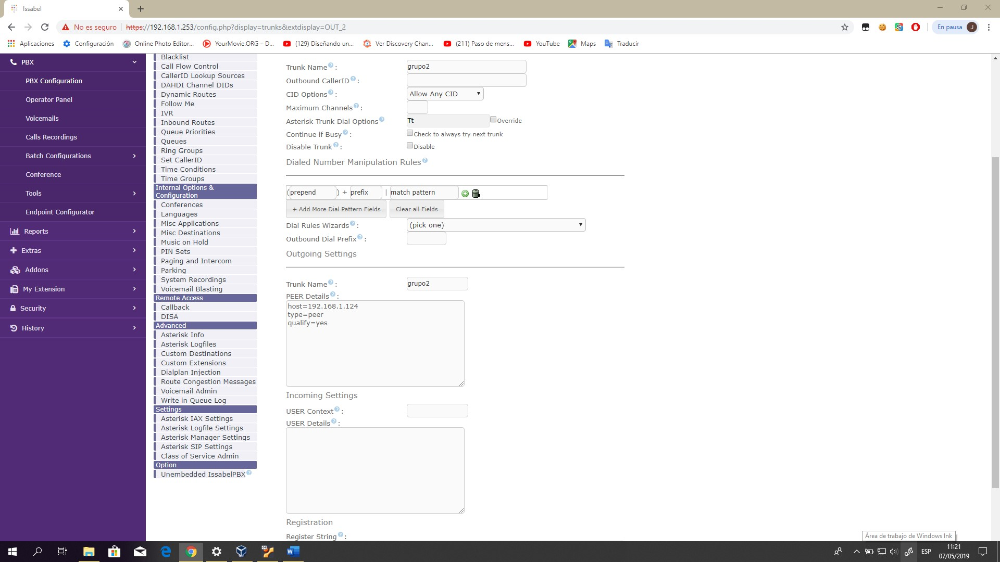 Issabel
No es seguro
https://192.168.1.253/config.php?display=trunks&extdisplay=OUT_2
En pausa
J
Aplicaciones
Configuración
Online Photo Editor...
YourMovie.ORG – D...
(129) Diseñando un...
Ver Discovery Chan...
(211) Paso de mens...
YouTube
Maps
Traducir
PBX
PBX Configuration
Operator Panel
Voicemails
Calls Recordings
Batch Configurations
Conference
Tools
Endpoint Configurator
Reports
Extras
Addons
My Extension
Security
History
Blacklist
Call Flow Control
CallerID Lookup Sources
DAHDI Channel DIDs
Dynamic Routes
Follow Me
IVR
Inbound Routes
Queue Priorities
Queues
Ring Groups
Set CallerID
Time Conditions
Time Groups
Internal Options &
Configuration
Conferences
Languages
Misc Applications
Misc Destinations
Music on Hold
PIN Sets
Paging and Intercom
Parking
System Recordings
Voicemail Blasting
Remote Access
Callback
DISA
Advanced
Asterisk Info
Asterisk Logfiles
Custom Destinations
Custom Extensions
Dialplan Injection
Route Congestion Messages
Voicemail Admin
Write in Queue Log
Settings
Asterisk IAX Settings
Asterisk Logfile Settings
Asterisk Manager Settings
Asterisk SIP Settings
Class of Service Admin
Option
Unembedded IssabelPBX?
Trunk Name? : grupo2
Outbound CallerID? :
CID Options? : Allow Any CID
Maximum Channels? :
Asterisk Trunk Dial Options? Tt Override
Continue if Busy? : Check to always try next trunk
Disable Trunk? : Disable
Dialed Number Manipulation Rules?
(prepend ) + prefix | match pattern
+ Add More Dial Pattern Fields Clear all Fields
Dial Rules Wizards? : (pick one)
Outbound Dial Prefix? :
Outgoing Settings
Trunk Name? : grupo2
PEER Details? :
host=192.168.1.124
type=peer
qualify=yes
Incoming Settings
USER Context? :
USER Details? :
Registration
Register String? :
Área de trabajo de Windows Ink
64
W
ESP
11:21
07/05/2019